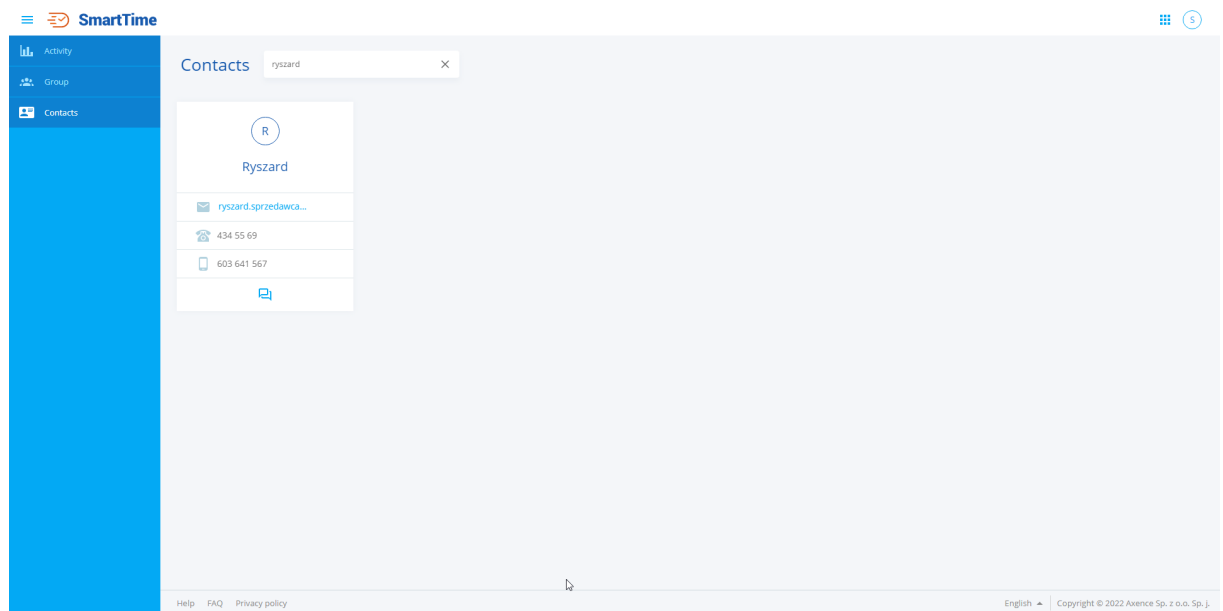 SmartTime
S
Activity
Group
Contacts
Contacts
ryszard
R
Ryszard
ryszard.sprzedawca...
434 55 69
603 641 567
Help FAQ Privacy policy
English
Copyright © 2022 Axence Sp. z o.o. Sp. j.